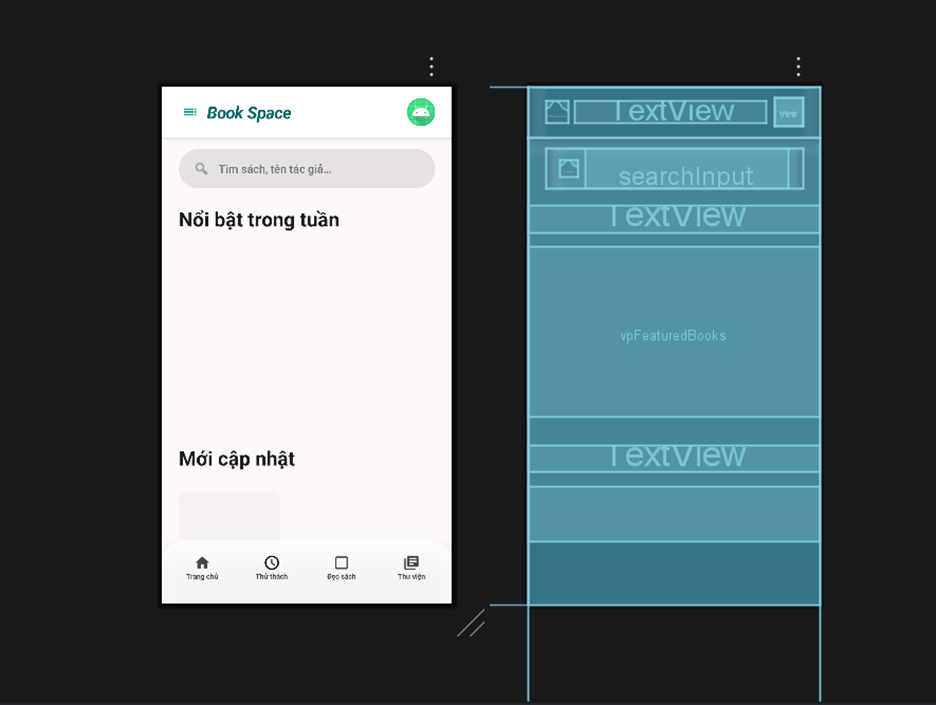 Book Space
Tìm sách, tên tác giả...
Nổi bật trong tuần
Mới cập nhật
Trang chủ
Thử thách
Đọc sách
Thư viện
TextView
View
searchInput
TextView
vpFeaturedBooks
TextView